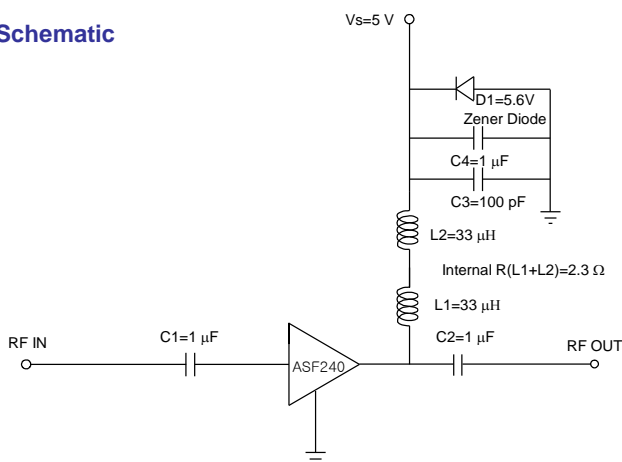 Schematic
Vs=5 V
D1=5.6V
Zener Diode
C4=1 μF
C3=100 pF
L2=33 μH
Internal R(L1+L2)=2.3 Ω
L1=33 μH
RF IN
C1=1 μF
ASF240
C2=1 μF
RF OUT